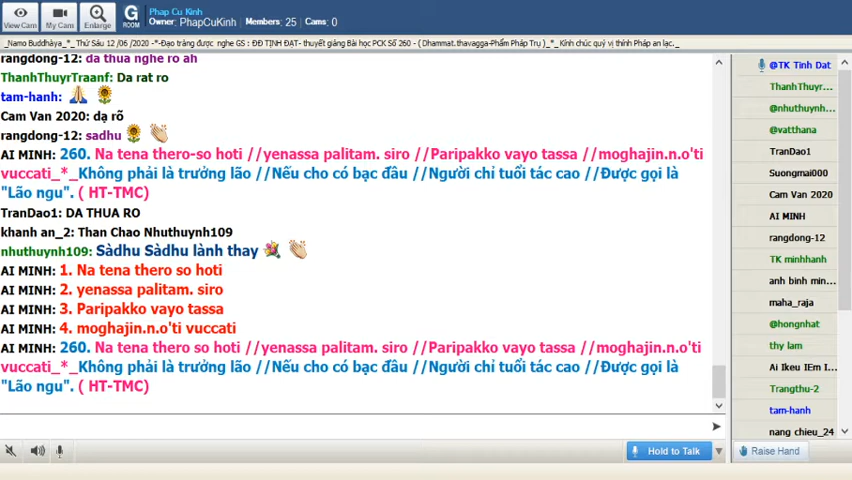 View Cam
My Cam
Enlarge
G
ROOM
Phap Cu Kinh
Owner: PhapCuKinh
Members: 25
Cams: 0
_Namo Buddhàya_*_ Thứ Sáu 12 /06 /2020 -*-Đạo tràng được nghe GS : ĐĐ TỊNH ĐẠT- thuyết giảng Bài học PCK Số 260 - ( Dhammat.thavagga-Phẩm Pháp Trụ )_*_ Kính chúc quý vị thính Pháp an lạc._
rangdong-12: da thua nghe ro ah
ThanhThuyrTraanf: Da rat ro
tam-hanh:
Cam Van 2020: dạ rõ
rangdong-12: sadhu
AI MINH: 260. Na tena thero-so hoti //yenassa palitam. siro //Paripakko vayo tassa //moghajin.n.o'ti
vuccati_*_Không phải là trưởng lão //Nếu cho có bạc đầu //Người chỉ tuổi tác cao //Được gọi là
"Lão ngu". ( HT-TMC)
TranDao1: DA THUA RO
khanh an_2: Than Chao Nhuthuynh109
nhuthuynh109: Sàdhu Sàdhu lành thay
AI MINH: 1. Na tena thero so hoti
AI MINH: 2. yenassa palitam. siro
AI MINH: 3. Paripakko vayo tassa
AI MINH: 4. moghajin.n.o'ti vuccati
AI MINH: 260. Na tena thero so hoti //yenassa palitam. siro //Paripakko vayo tassa //moghajin.n.o'ti
vuccati_*_Không phải là trưởng lão //Nếu cho có bạc đầu //Người chỉ tuổi tác cao //Được gọi là
"Lão ngu". ( HT-TMC)
@TK Tinh Dat
ThanhThuyr...
@nhuthuynh...
@vatthana
TranDao1
Suongmai000
Cam Van 2020
AI MINH
rangdong-12
TK minhhanh
anh binh min...
maha_raja
@hongnhat
thy lam
Ai Ikeu IEm I...
Trangthu-2
tam-hanh
nang chieu_24
Hold to Talk
Raise Hand